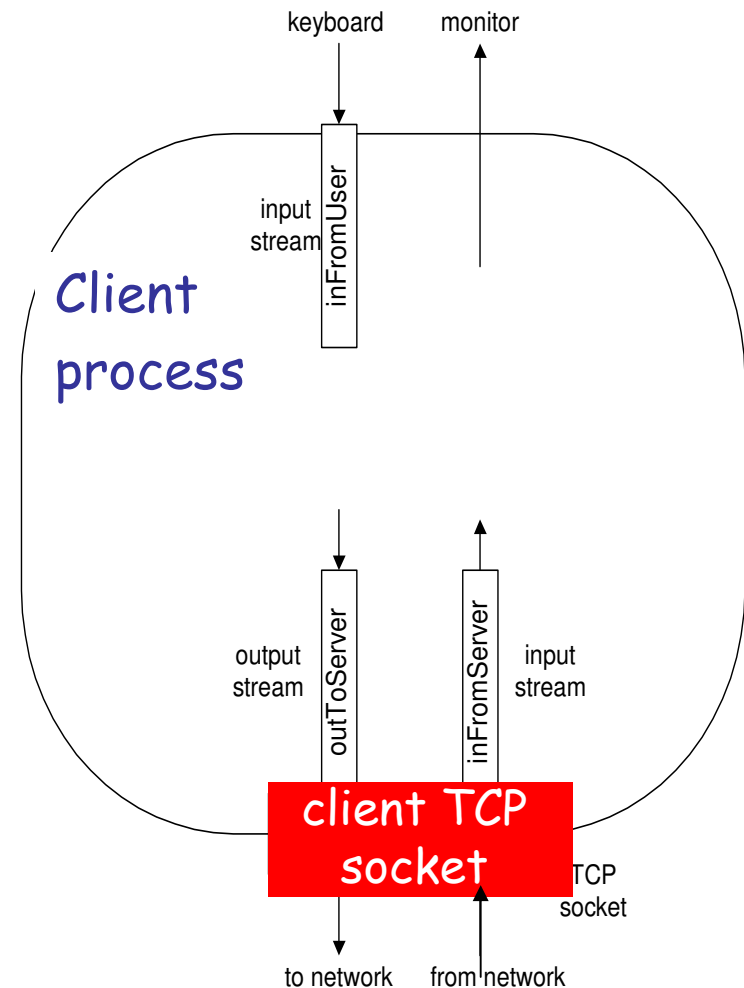 keyboard
monitor
inFromUser
input
stream
Client
process
outToServer
output
stream
inFromServer
input
stream
client TCP
socket
TCP
socket
to network
from network